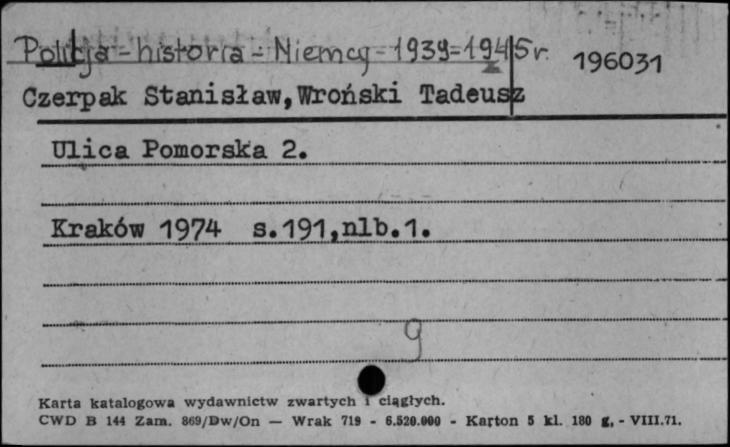 Policja - historia - Niemcy - 1939-1945 r. 196031
Czerpak Stanisław,Wroński Tadeusz
Ulica Pomorska 2.
Kraków 1974 s.191,nlb.1.
g
Karta katalogowa wydawnictw zwartych i ciągłych.
CWD B 144 Zam. 869/Dw/On — Wrak 719 - 6.520.000 - Karton 5 kl. 180 g, - VIII.71.